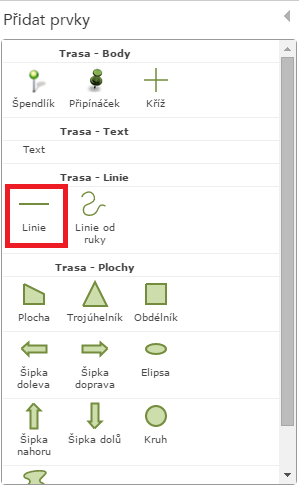 Přidat prvky
Trasa - Body
Špendlík Připínáček Kříž
Trasa - Text
Text
Trasa - Linie
Linie Linie od
ruky
Trasa - Plochy
Plocha Trojúhelník Obdélník
Šipka Šipka Elipsa
doleva doprava
Šipka Šipka dolů Kruh
nahoru